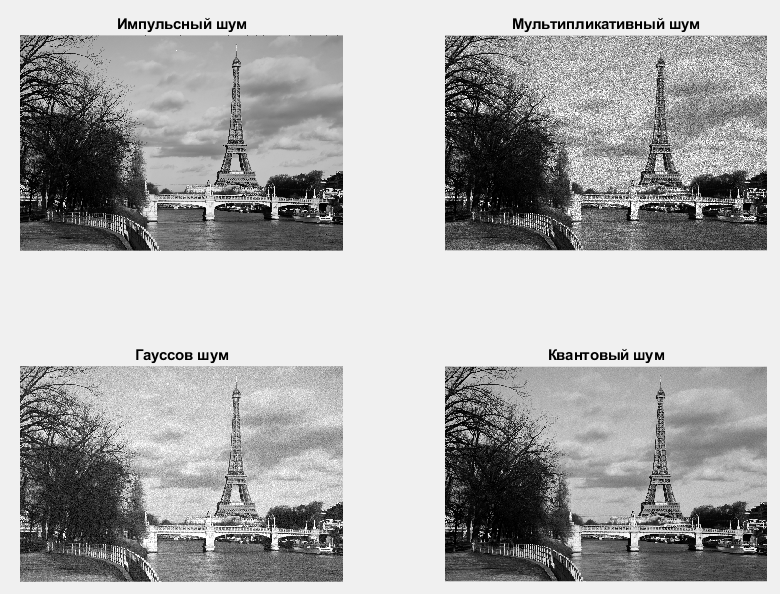 Импульсный шум
Мультипликативный шум
Гауссов шум
Квантовый шум